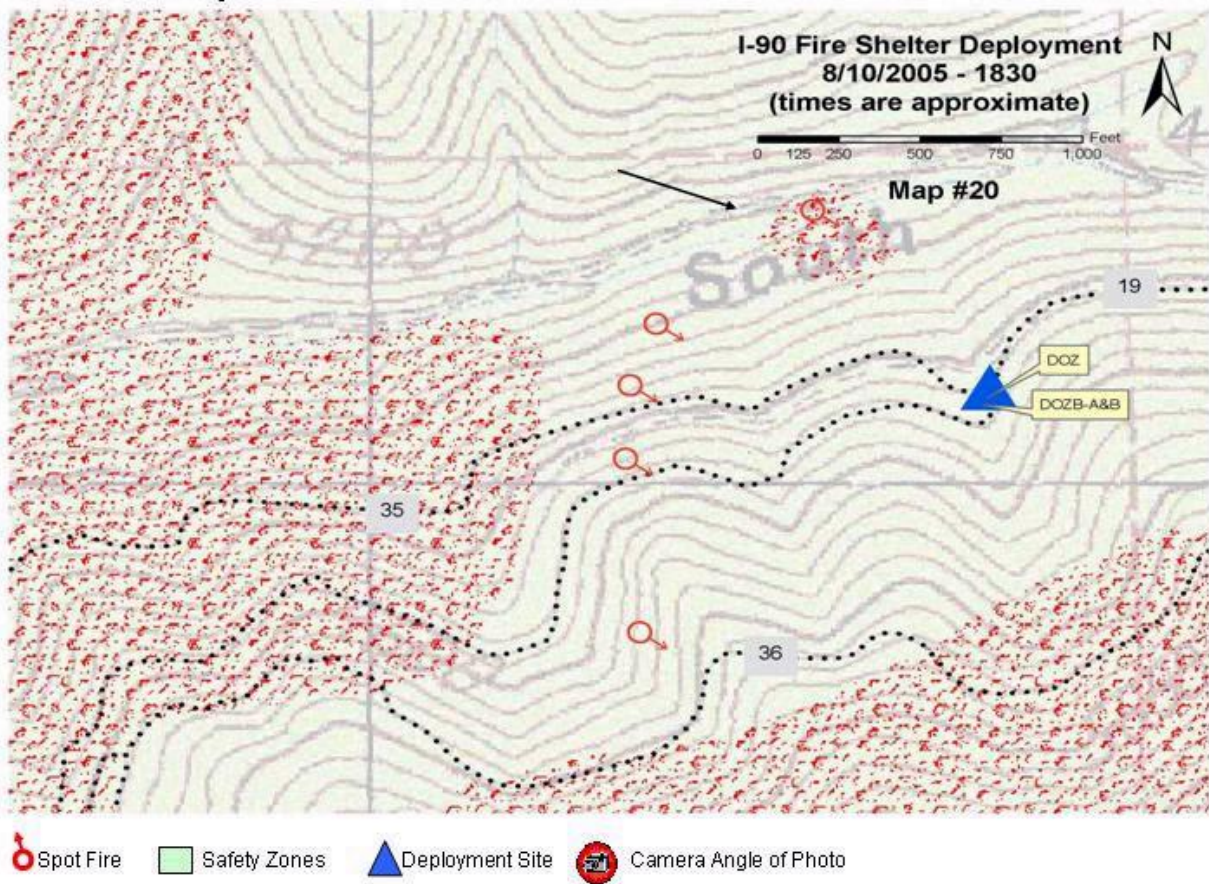 I-90 Fire Shelter Deployment
8/10/2005 - 1830
(times are approximate)
N
Feet
0 125 250 500 750 1,000
Map #20
South
19
DOZ
DOZB-A&B
35
36
Spot Fire Safety Zones Deployment Site Camera Angle of Photo